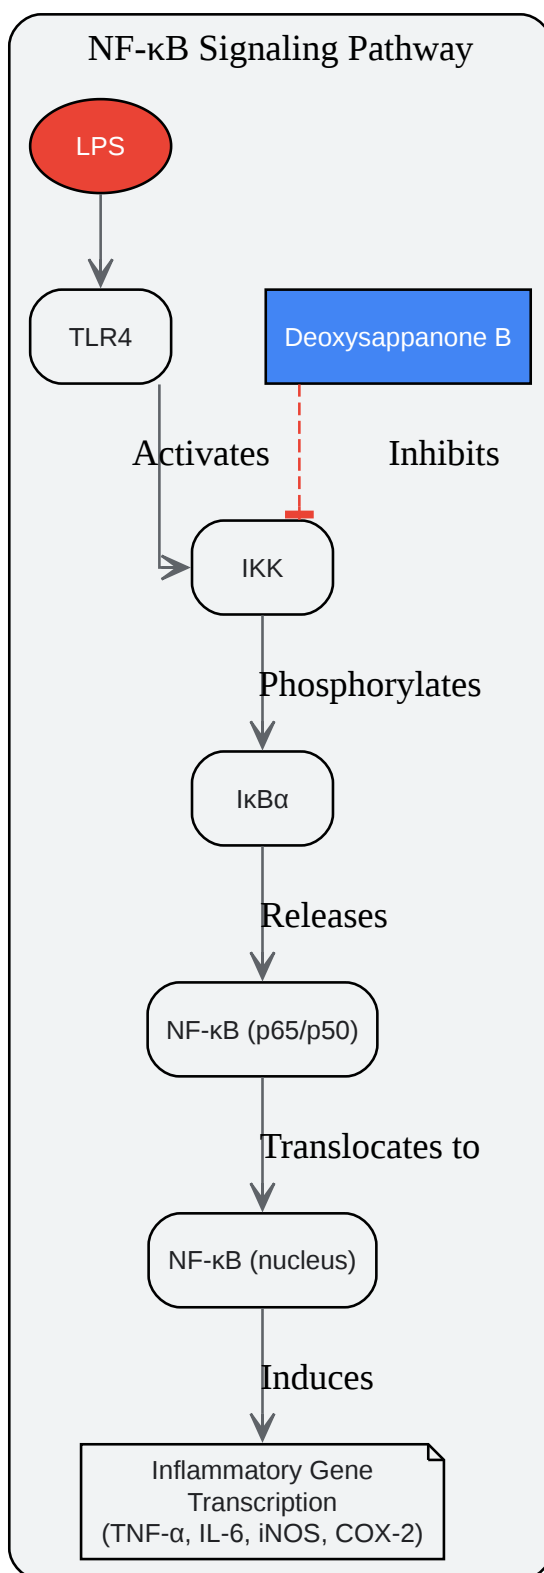 NF-κB Signaling Pathway
LPS
TLR4
Deoxysappanone B
Activates
Inhibits
IKK
Phosphorylates
IκBα
Releases
NF-κB (p65/p50)
Translocates to
NF-κB (nucleus)
Induces
Inflammatory Gene
Transcription
(TNF-α, IL-6, iNOS, COX-2)